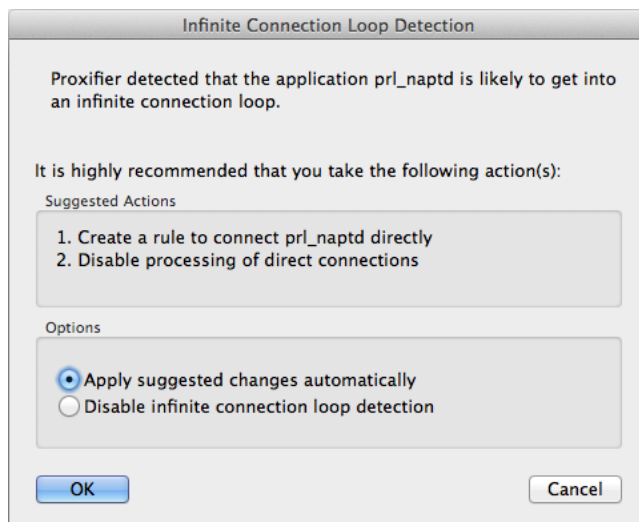 Infinite Connection Loop Detection
Proxifier detected that the application prl_naptd is likely to get into
an infinite connection loop.
It is highly recommended that you take the following action(s):
Suggested Actions
1. Create a rule to connect prl_naptd directly
2. Disable processing of direct connections
Options
Apply suggested changes automatically
Disable infinite connection loop detection
OK
Cancel